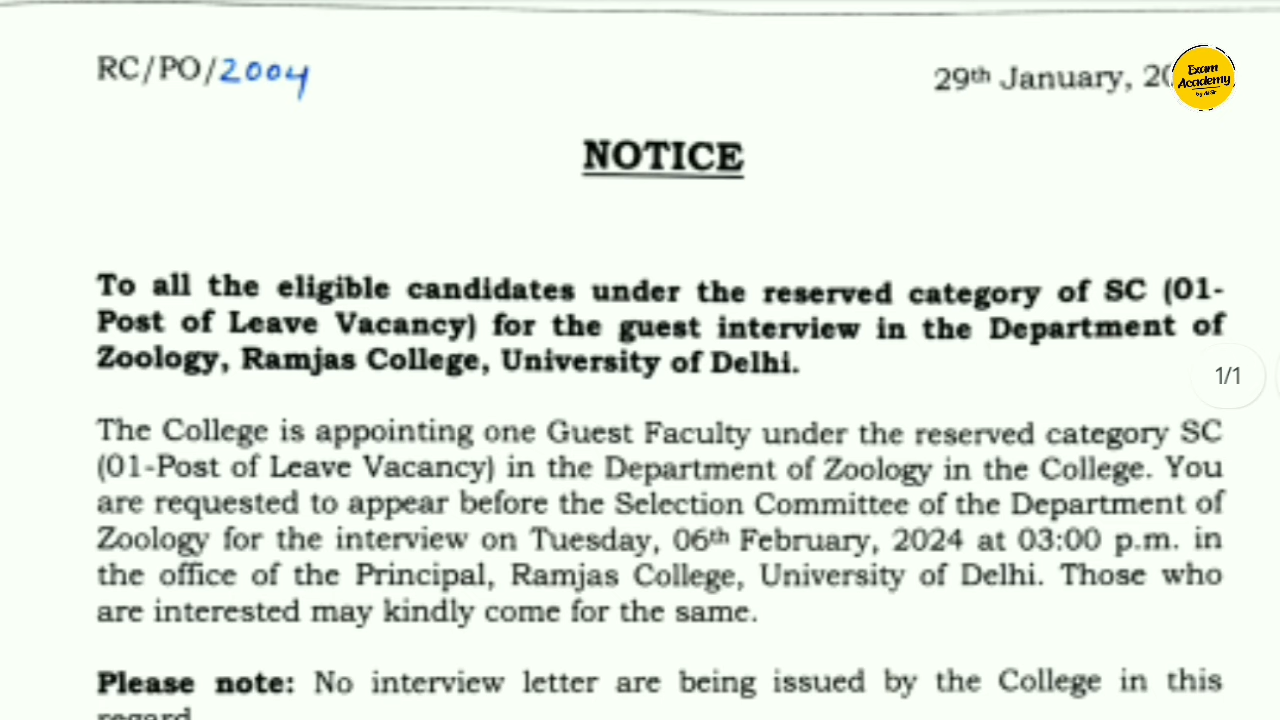 RC/PO/2004
29th January, 20
Exam
Academy
NOTICE
To all the eligible candidates under the reserved category of SC (01-
Post of Leave Vacancy) for the guest interview in the Department of
Zoology, Ramjas College, University of Delhi.
1/1
The College is appointing one Guest Faculty under the reserved category SC
(01-Post of Leave Vacancy) in the Department of Zoology in the College. You
are requested to appear before the Selection Committee of the Department of
Zoology for the interview on Tuesday, 06th February, 2024 at 03:00 p.m. in
the office of the Principal, Ramjas College, University of Delhi. Those who
are interested may kindly come for the same.
Please note: No interview letter are being issued by the College in this
regard